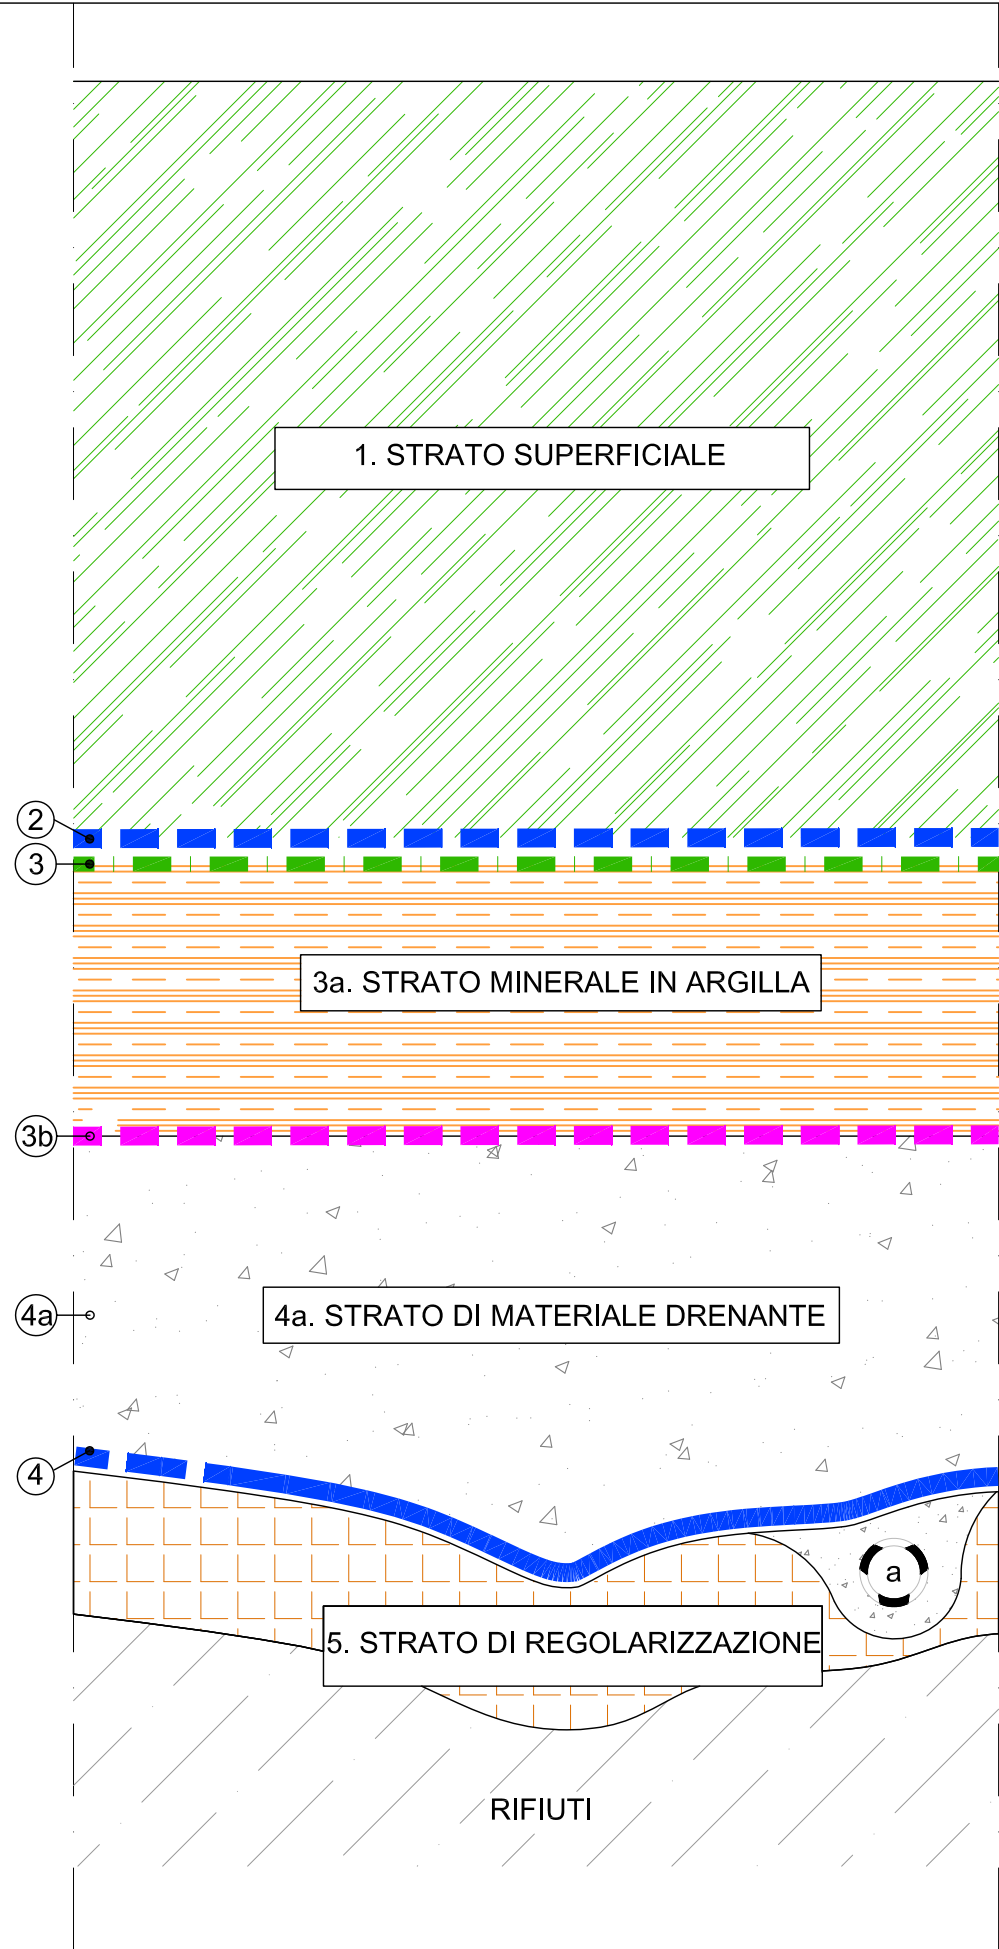 1. STRATO SUPERFICIALE
2
3
3a. STRATO MINERALE IN ARGILLA
3b
4a
4a. STRATO DI MATERIALE DRENANTE
4
a
5. STRATO DI REGOLARIZZAZIONE
RIFIUTI